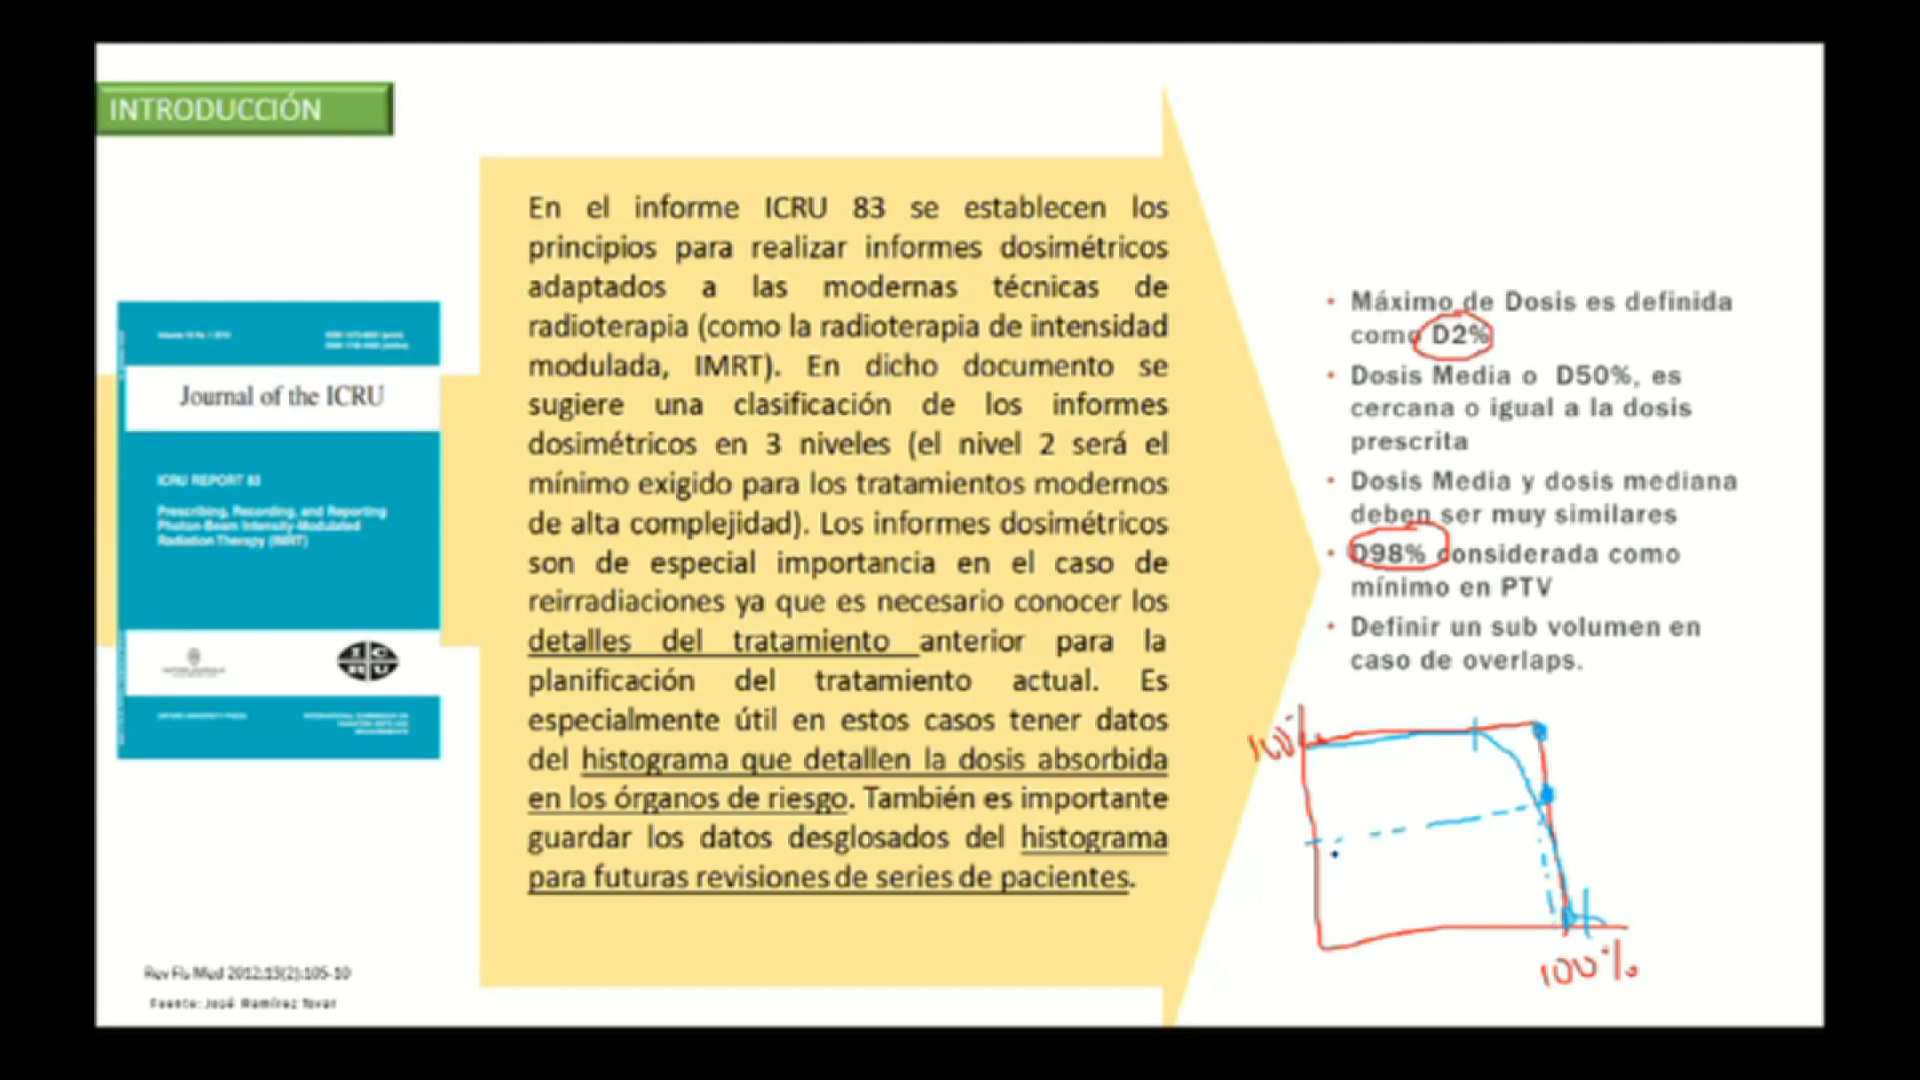 INTRODUCCIÓN
Journal of the ICRU
ICRU REPORT 83
Prescribing, Recording, and Reporting
Photon-Beam Intensity-Modulated
Radiation Therapy (IMRT)
I C
R U
Rev Fis Med 2012;13(2):105-10
Fuente: José Ramírez Tovar
En el informe ICRU 83 se establecen los
principios para realizar informes dosimétricos
adaptados a las modernas técnicas de
radioterapia (como la radioterapia de intensidad
modulada, IMRT). En dicho documento se
sugiere una clasificación de los informes
dosimétricos en 3 niveles (el nivel 2 será el
mínimo exigido para los tratamientos modernos
de alta complejidad). Los informes dosimétricos
son de especial importancia en el caso de
reirradiaciones ya que es necesario conocer los
detalles del tratamiento anterior para la
planificación del tratamiento actual. Es
especialmente útil en estos casos tener datos
del histograma que detallen la dosis absorbida
en los órganos de riesgo. También es importante
guardar los datos desglosados del histograma
para futuras revisiones de series de pacientes.
• Máximo de Dosis es definida
como D2%
• Dosis Media o D50%, es
cercana o igual a la dosis
prescrita
• Dosis Media y dosis mediana
deben ser muy similares
• D98% considerada como
mínimo en PTV
• Definir un sub volumen en
caso de overlaps.
100%
100%